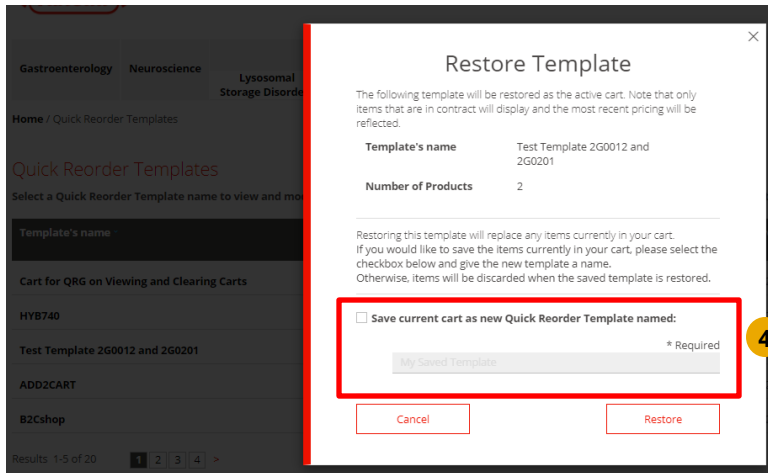 Gastroenterology
Neuroscience
Lysosomal
Storage Disorde
Home / Quick Reorder Templates
Quick Reorder Templates
Select a Quick Reorder Template name to view and mo
Template's name
Cart for QRG on Viewing and Clearing Carts
HYB740
Test Template 2G0012 and 2G0201
ADD2CART
B2Cshop
Results 1-5 of 20 1 2 3 4 >
Restore Template
The following template will be restored as the active cart. Note that only
items that are in contract will display and the most recent pricing will be
reflected.
Template's name Test Template 2G0012 and
2G0201
Number of Products 2
Restoring this template will replace any items currently in your cart.
If you would like to save the items currently in your cart, please select the
checkbox below and give the new template a name.
Otherwise, items will be discarded when the saved template is restored.
Save current cart as new Quick Reorder Template named:
* Required
My Saved Template
4
Cancel Restore